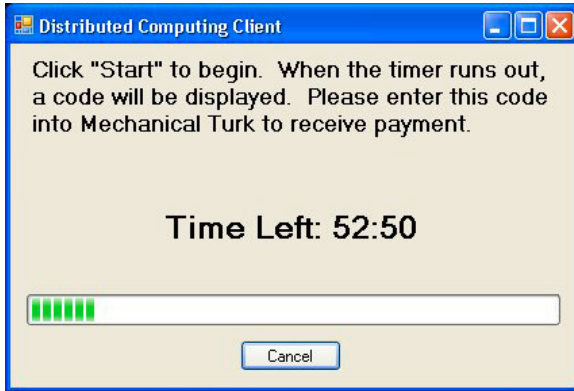 Distributed Computing Client
Click "Start" to begin.  When the timer runs out,
a code will be displayed.  Please enter this code
into Mechanical Turk to receive payment.
Time Left: 52:50
Cancel